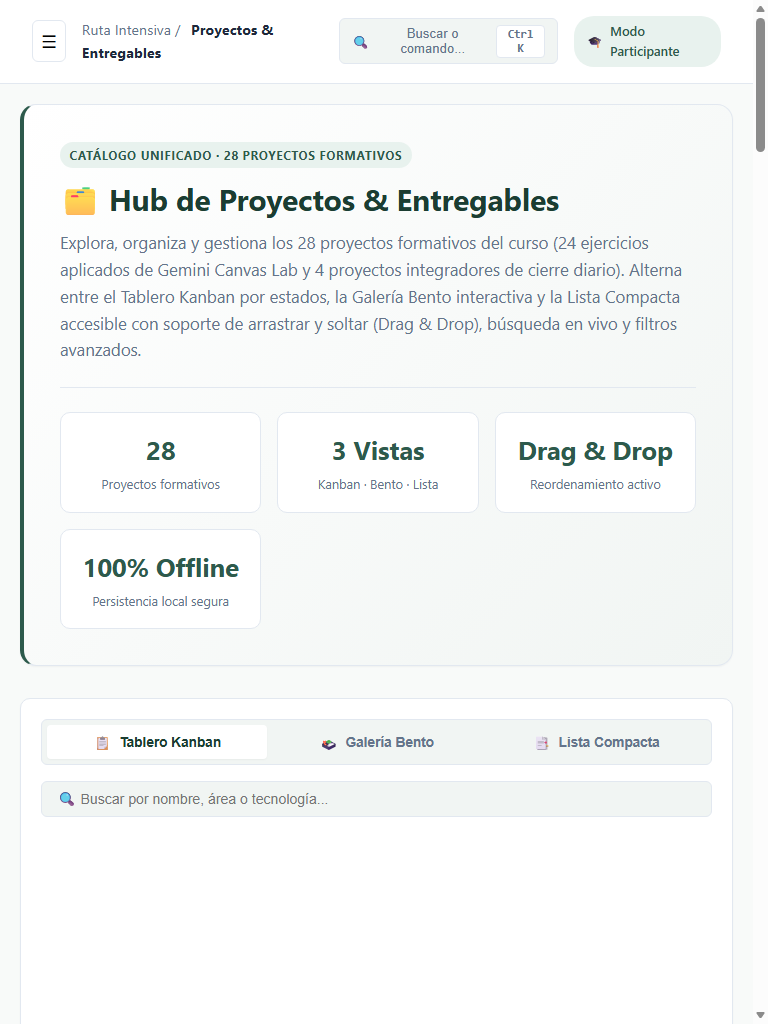 ☰
Ruta Intensiva / Proyectos &
Entregables
Buscar o
comando...
Ctrl
K
Modo
Participante
CATÁLOGO UNIFICADO · 28 PROYECTOS FORMATIVOS
Hub de Proyectos & Entregables
Explora, organiza y gestiona los 28 proyectos formativos del curso (24 ejercicios
aplicados de Gemini Canvas Lab y 4 proyectos integradores de cierre diario). Alterna
entre el Tablero Kanban por estados, la Galería Bento interactiva y la Lista Compacta
accesible con soporte de arrastrar y soltar (Drag & Drop), búsqueda en vivo y filtros
avanzados.
28
Proyectos formativos
3 Vistas
Kanban · Bento · Lista
Drag & Drop
Reordenamiento activo
100% Offline
Persistencia local segura
Tablero Kanban
Galería Bento
Lista Compacta
Buscar por nombre, área o tecnología...